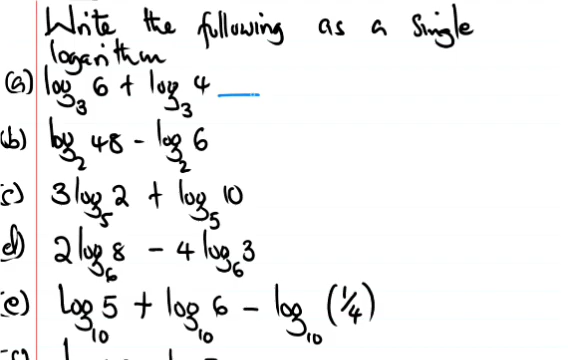 Write the following as a single
logarithm
(a) log₃ 6 + log₃ 4
(b) log₂ 48 - log₂ 6
(c) 3log₅ 2 + log₅ 10
(d) 2log₆ 8 - 4log₆ 3
(e) log₁₀ 5 + log₁₀ 6 - log₁₀ (1/4)